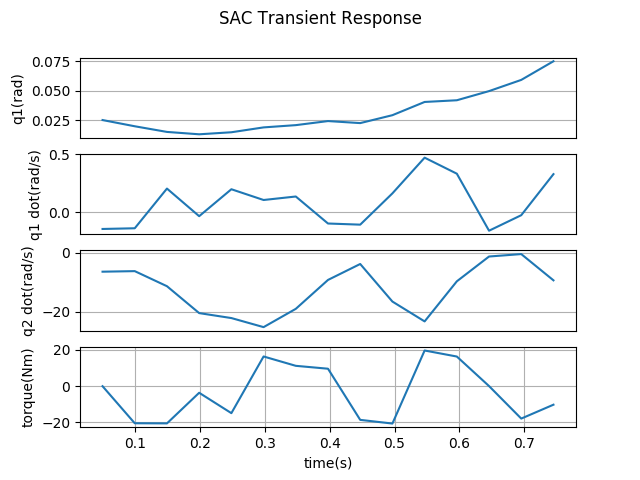 SAC Transient Response
q1(rad)
0.075
0.050
0.025
q1 dot(rad/s)
0.5
0.0
q2 dot(rad/s)
0
−20
torque(Nm)
20
0
−20
0.1 0.2 0.3 0.4 0.5 0.6 0.7
time(s)